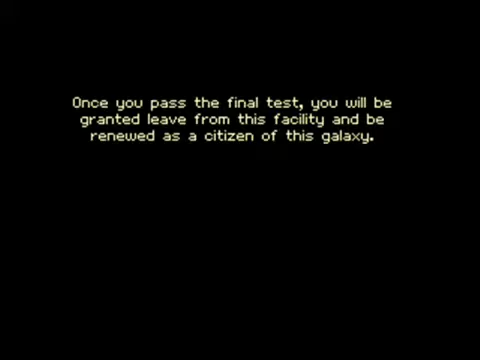 Once you pass the final test, you will be
granted leave from this facility and be
renewed as a citizen of this galaxy.